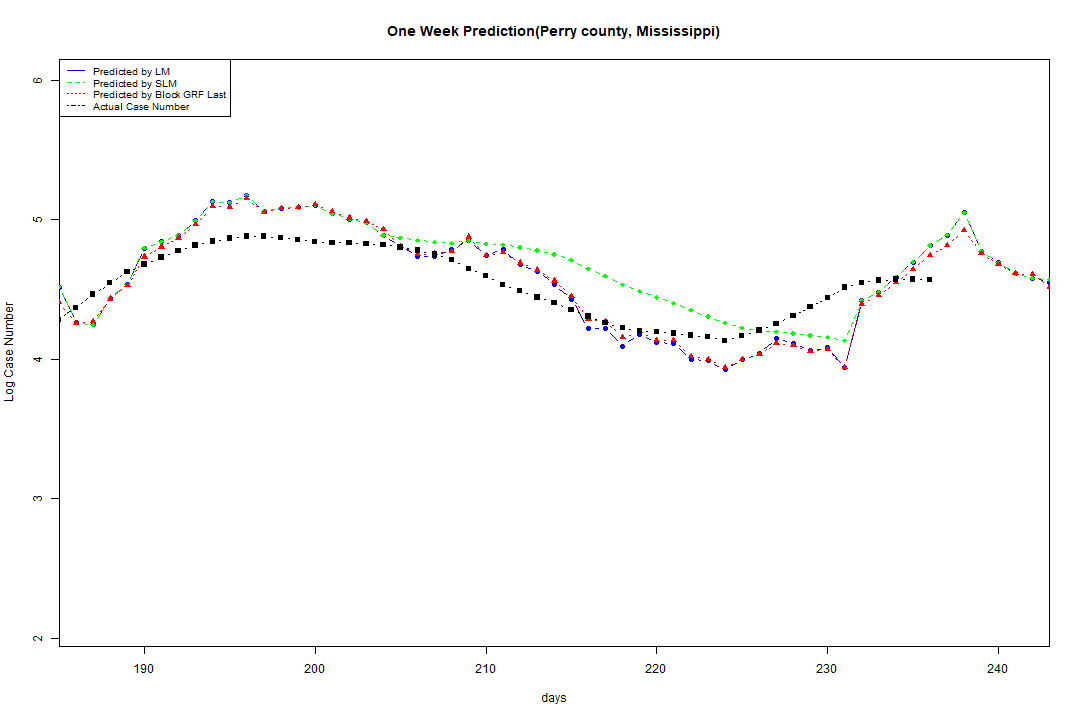 One Week Prediction(Perry county, Mississippi)
Predicted by LM
Predicted by SLM
Predicted by Block GRF Last
Actual Case Number
6
5
4
3
2
Log Case Number
190 200 210 220 230 240
days